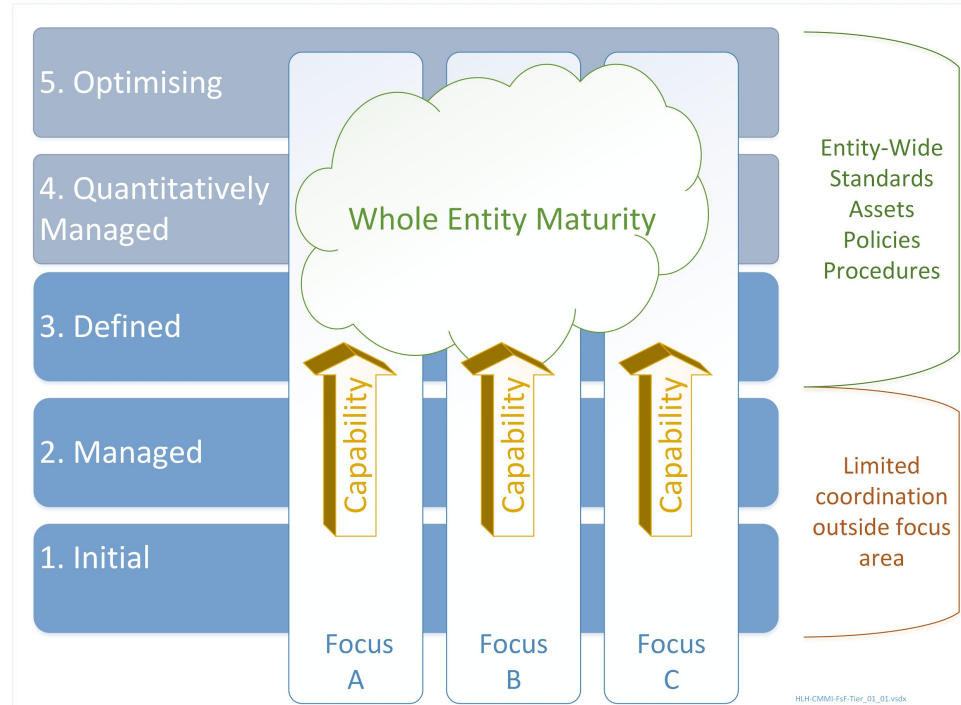 5. Optimising
4. Quantitatively
Managed
3. Defined
2. Managed
1. Initial
Whole Entity Maturity
Capability
Capability
Capability
Focus
A
Focus
B
Focus
C
Entity-Wide
Standards
Assets
Policies
Procedures
Limited
coordination
outside focus
area
HLH-CMMI-FsF-Tier_01_01.vsdx